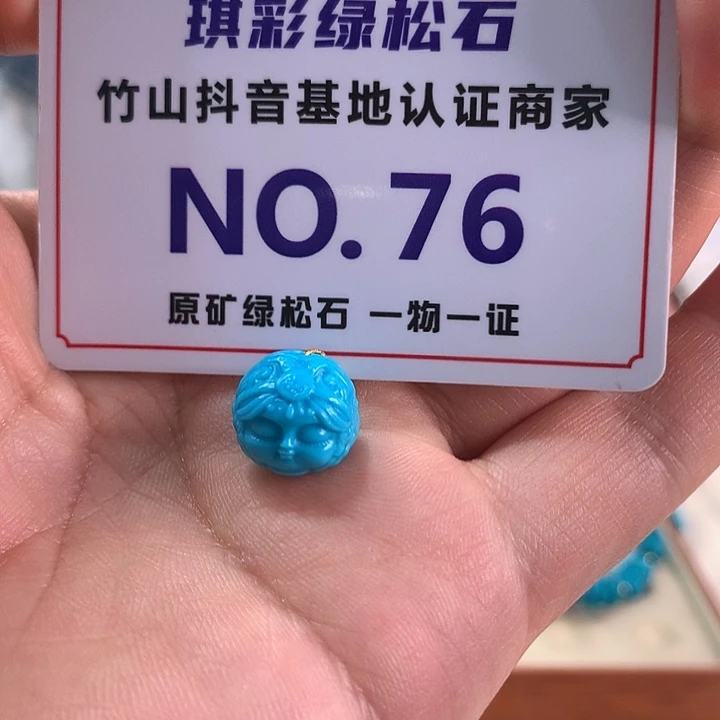 琪彩绿松石
竹山抖音基地认证商家
NO.76
原矿绿松石 一物一证